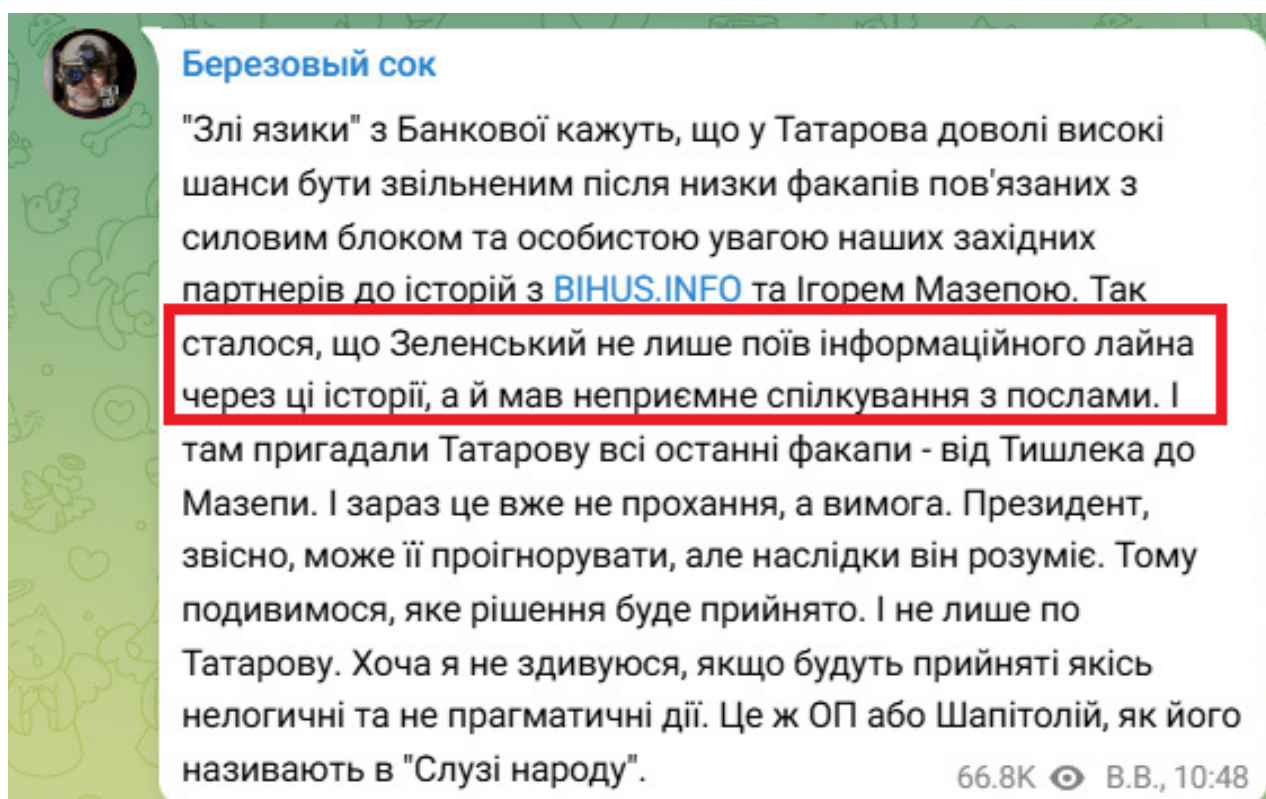 Березовый сок
"Злі язики" з Банкової кажуть, що у Татарова доволі високі
шанси бути звільненим після низки факапів пов'язаних з
силовим блоком та особистою увагою наших західних
партнерів до історій з BIHUS.INFO та Ігорем Мазепою. Так
сталося, що Зеленський не лише поїв інформаційного лайна
через ці історії, а й мав неприємне спілкування з послами. І
там пригадали Татарову всі останні факапи - від Тишлека до
Мазепи. І зараз це вже не прохання, а вимога. Президент,
звісно, може її проігнорувати, але наслідки він розуміє. Тому
подивимося, яке рішення буде прийнято. І не лише по
Татарову. Хоча я не здивуюся, якщо будуть прийняті якісь
нелогичні та не прагматичні дії. Це ж ОП або Шапітолій, як його
називають в "Слузі народу".
66.8K В.В., 10:48